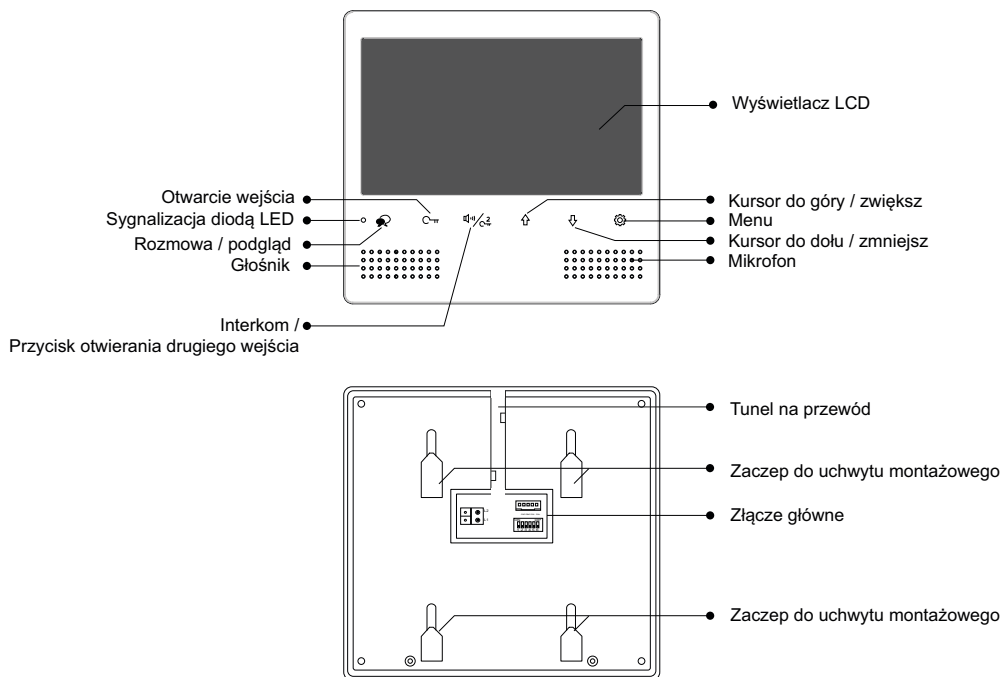 Wyświetlacz LCD
Otwarcie wejścia
Sygnalizacja diodą LED
Rozmowa / podgląd
Głośnik
Kursor do góry / zwiększ
Menu
Kursor do dołu / zmniejsz
Mikrofon
Interkom /
Przycisk otwierania drugiego wejścia
Tunel na przewód
Zaczep do uchwytu montażowego
Złącze główne
Zaczep do uchwytu montażowego